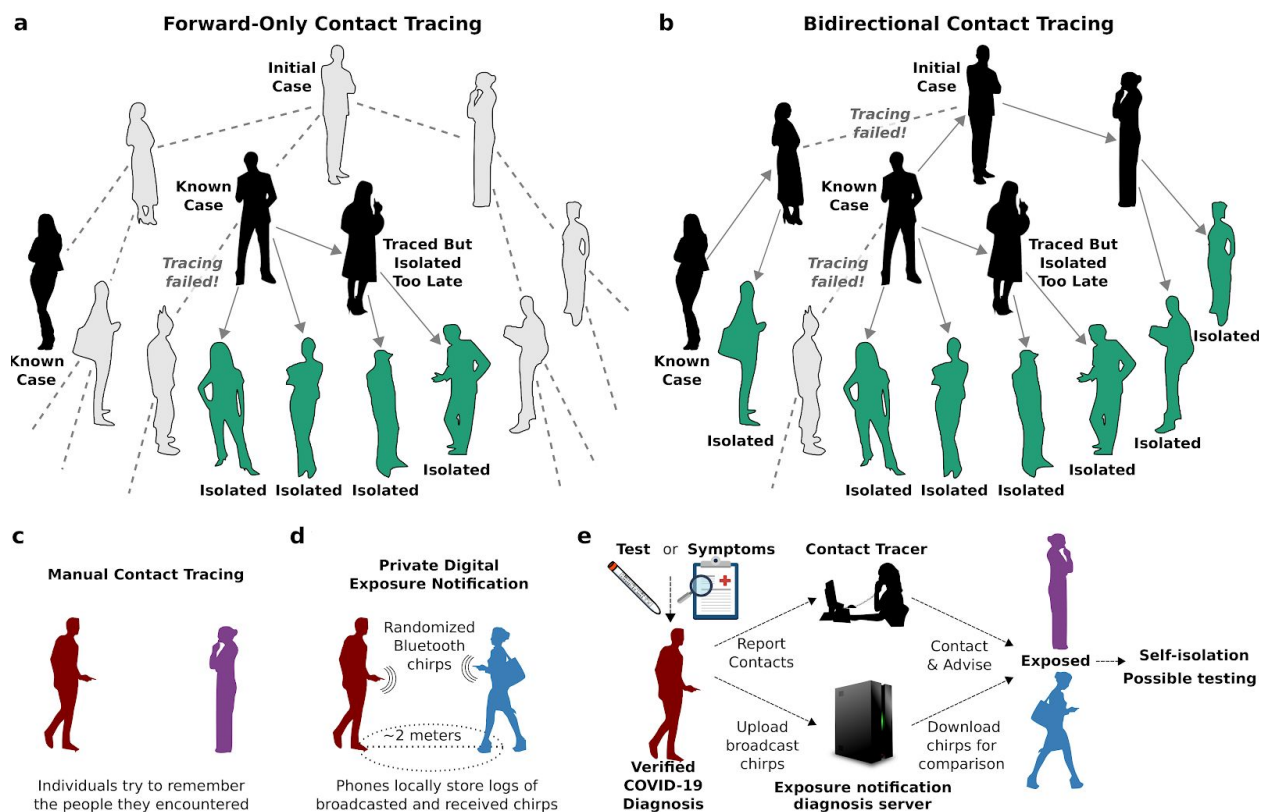 a
Forward-Only Contact Tracing
Initial
Case
Known
Case
Tracing
failed!
Traced But
Isolated
Too Late
Known
Case
Isolated
Isolated
Isolated
Isolated
b
Bidirectional Contact Tracing
Initial
Case
Tracing
failed!
Known
Case
Tracing
failed!
Traced But
Isolated
Too Late
Isolated
Known
Case
Isolated
Isolated
Isolated
Isolated
Isolated
Isolated
c
Manual Contact Tracing
Individuals try to remember
the people they encountered
d
Private Digital
Exposure Notification
Randomized
Bluetooth
chirps
~2 meters
Phones locally store logs of
broadcasted and received chirps
e
Test or Symptoms
Contact Tracer
Report
Contacts
Contact
& Advise
Exposed
Self-isolation
Possible testing
Upload
broadcast
chirps
Download
chirps for
comparison
Verified
COVID-19
Diagnosis
Exposure notification
diagnosis server